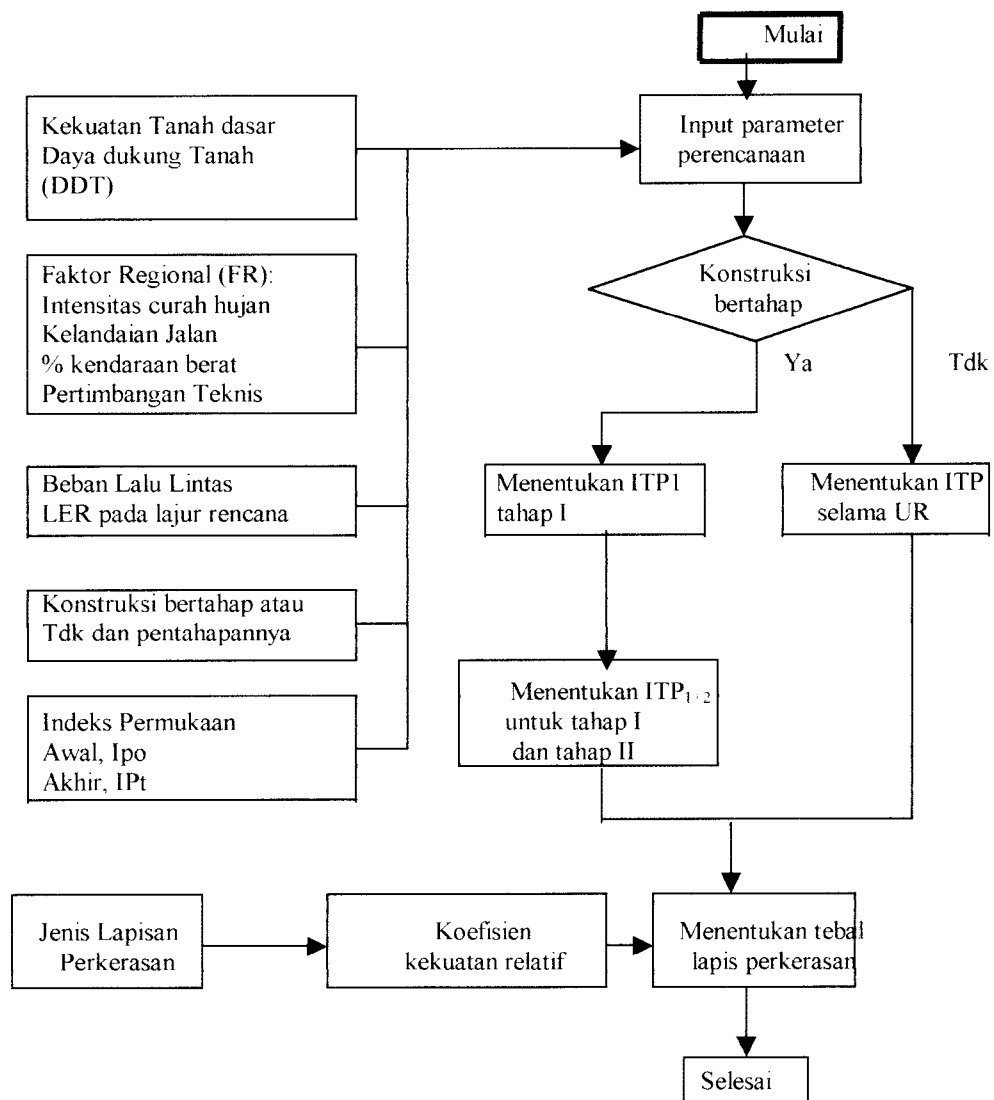 Mulai
Kekuatan Tanah dasar
Daya dukung Tanah
(DDT)
Input parameter
perencanaan
Faktor Regional (FR):
Intensitas curah hujan
Kelandaian Jalan
% kendaraan berat
Pertimbangan Teknis
Konstruksi
bertahap
Ya
Tdk
Beban Lalu Lintas
LER pada lajur rencana
Menentukan ITP1
tahap I
Menentukan ITP
selama UR
Konstruksi bertahap atau
Tdk dan pentahapannya
Menentukan ITP₁₊₂
untuk tahap I
dan tahap II
Indeks Permukaan
Awal, Ipo
Akhir, IPt
Jenis Lapisan
Perkerasan
Koefisien
kekuatan relatif
Menentukan tebal
lapis perkerasan
Selesai